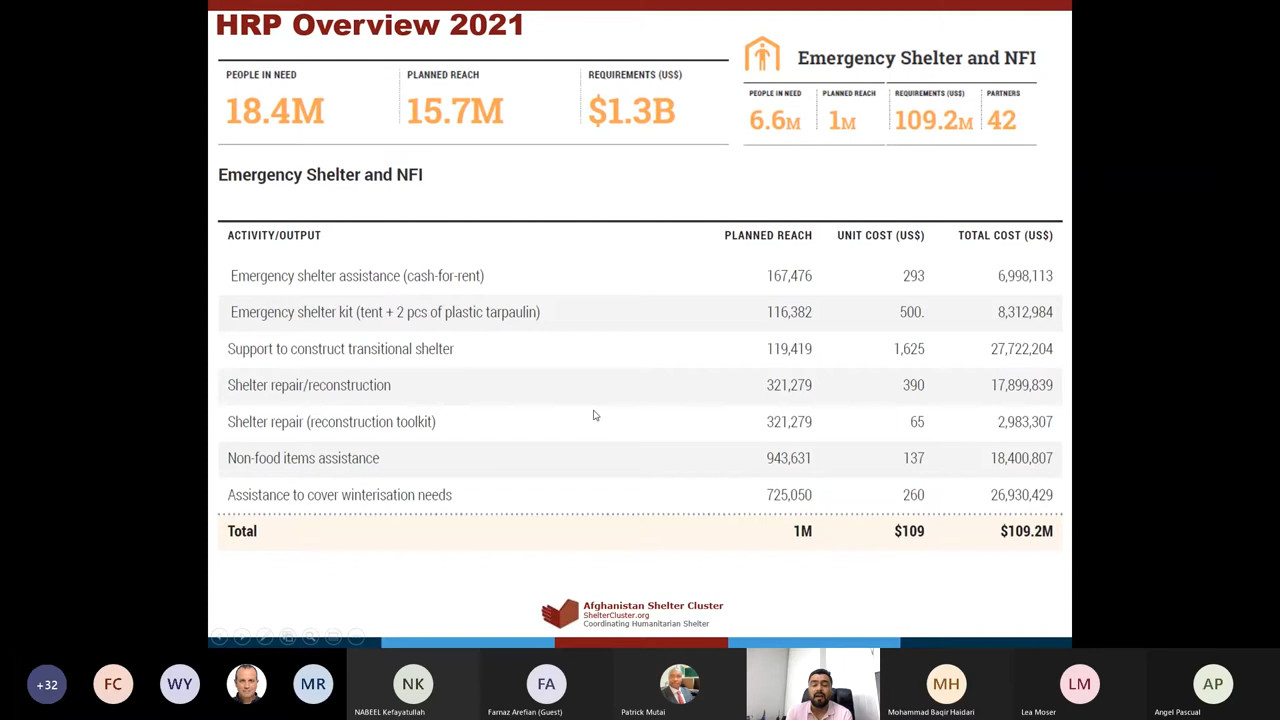 HRP Overview 2021
PEOPLE IN NEED
18.4M
PLANNED REACH
15.7M
REQUIREMENTS (US$)
$1.3B
Emergency Shelter and NFI
PEOPLE IN NEED
6.6M
PLANNED REACH
1M
REQUIREMENTS (US$)
109.2M
PARTNERS
42
Emergency Shelter and NFI
ACTIVITY/OUTPUT PLANNED REACH UNIT COST (US$) TOTAL COST (US$)
Emergency shelter assistance (cash-for-rent) 167,476 293 6,998,113
Emergency shelter kit (tent + 2 pcs of plastic tarpaulin) 116,382 500. 8,312,984
Support to construct transitional shelter 119,419 1,625 27,722,204
Shelter repair/reconstruction 321,279 390 17,899,839
Shelter repair (reconstruction toolkit) 321,279 65 2,983,307
Non-food items assistance 943,631 137 18,400,807
Assistance to cover winterisation needs 725,050 260 26,930,429
Total 1M $109 $109.2M
Afghanistan Shelter Cluster
ShelterCluster.org
Coordinating Humanitarian Shelter
+32
FC
WY
MR
NK
NABEEL Kefayatullah
FA
Farnaz Arefian (Guest)
Patrick Mutai
MH
Mohammad Baqir Haidari
LM
Lea Moser
AP
Angel Pascual